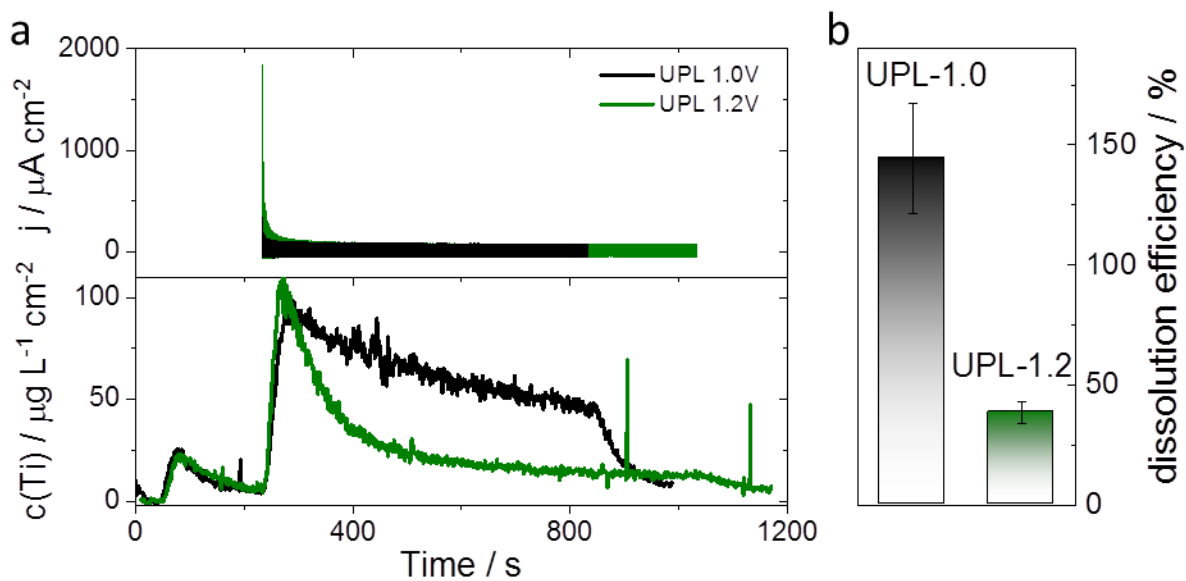 a
2000
1000
0
j / μA cm⁻²
UPL 1.0V
UPL 1.2V
100
50
0
c(Ti) / μg L⁻¹ cm⁻²
0
400
800
1200
Time / s
b
UPL-1.0
UPL-1.2
150
100
50
0
dissolution efficiency / %